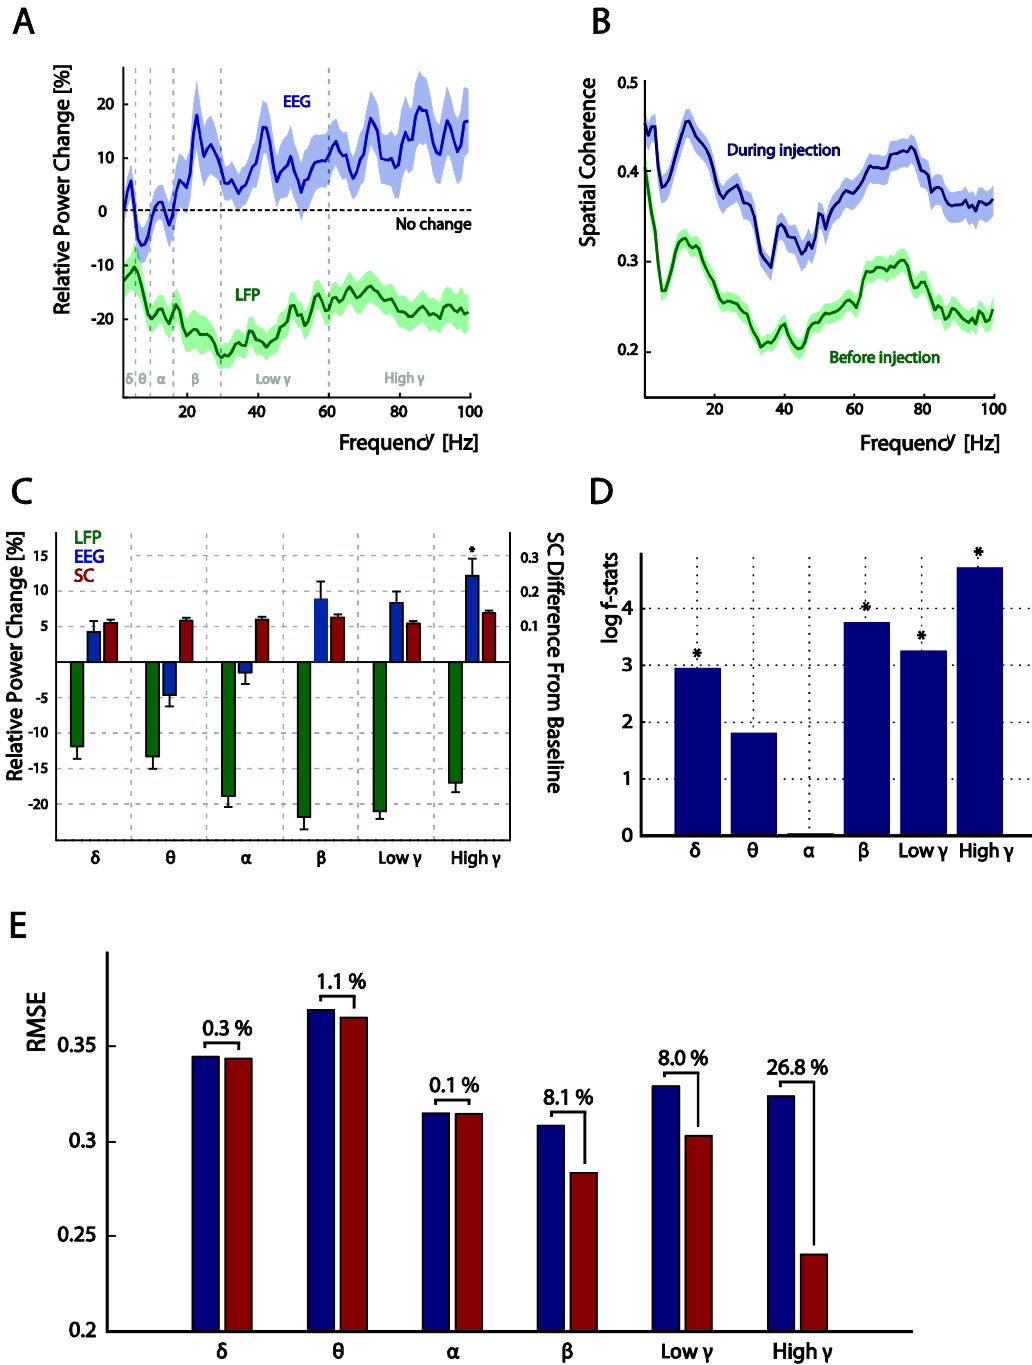 A
Relative Power Change [%]
20
10
0
-10
-20
EEG
No change
LFP
δ θ α β Low γ High γ
20 40 60 80 100
Frequency [Hz]
B
Spatial Coherence
0.5
0.4
0.3
0.2
During injection
Before injection
20 40 60 80 100
Frequency [Hz]
C
Relative Power Change [%]
LFP
EEG
SC
15
10
5
-5
-10
-15
-20
*
0.3
0.2
0.1
SC Difference From Baseline
δ θ α β Low γ High γ
D
log f-stats
4
3
2
1
0
* * * *
δ θ α β Low γ High γ
E
RMSE
0.35
0.3
0.25
0.2
0.3 %
1.1 %
0.1 %
8.1 %
8.0 %
26.8 %
δ θ α β Low γ High γ